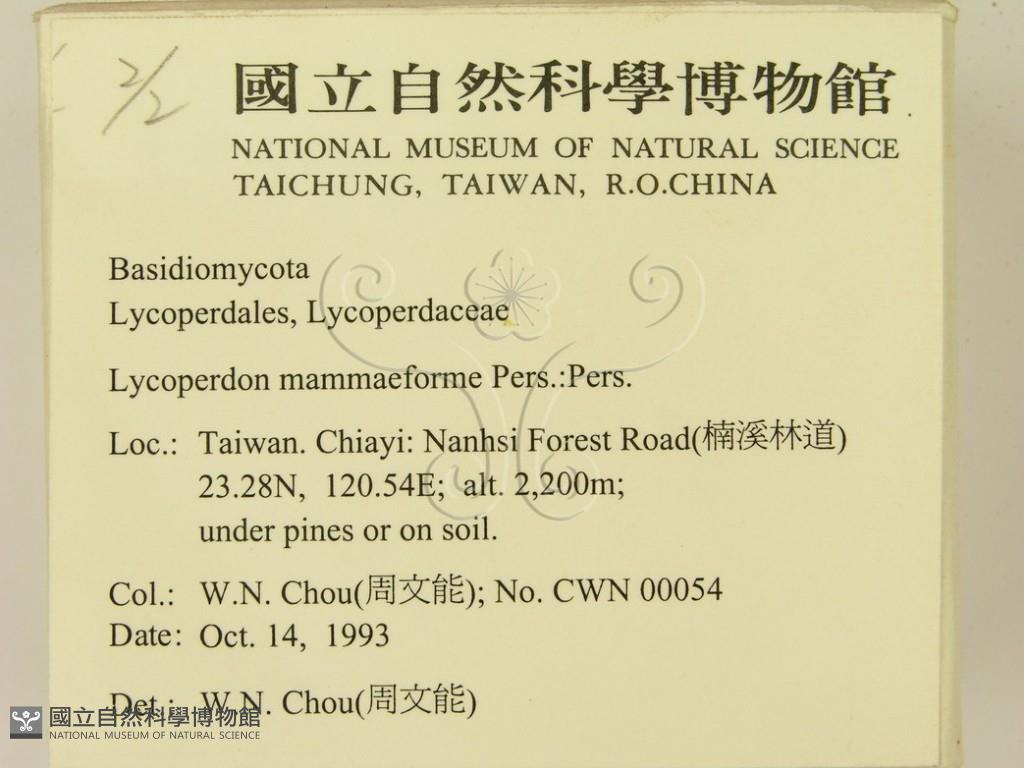 2/2
國立自然科學博物館
NATIONAL MUSEUM OF NATURAL SCIENCE
TAICHUNG, TAIWAN, R.O.CHINA
Basidiomycota
Lycoperdales, Lycoperdaceae
Lycoperdon mammaeforme Pers.:Pers.
Loc.: Taiwan. Chiayi: Nanhsi Forest Road(楠溪林道)
23.28N, 120.54E; alt. 2,200m;
under pines or on soil.
Col.: W.N. Chou(周文能); No. CWN 00054
Date: Oct. 14, 1993
Det.: W.N. Chou(周文能)
國立自然科學博物館
NATIONAL MUSEUM OF NATURAL SCIENCE